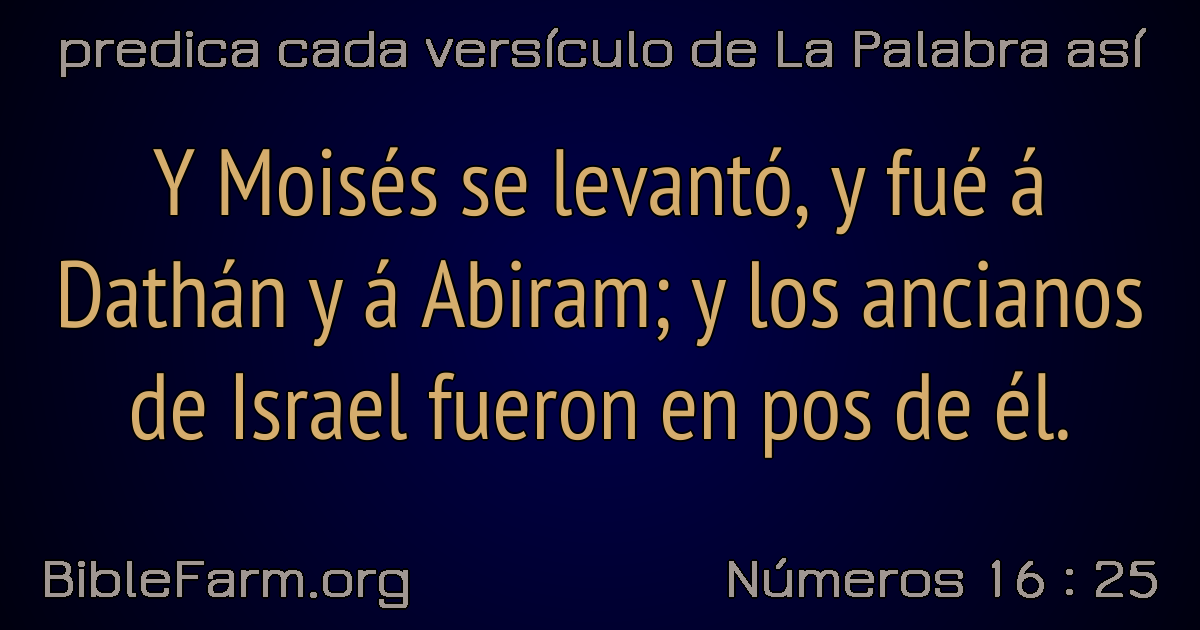 predica cada versículo de La Palabra así
Y Moisés se levantó, y fué á
Dathán y á Abiram; y los ancianos
de Israel fueron en pos de él.
BibleFarm.org
Números 16 : 25